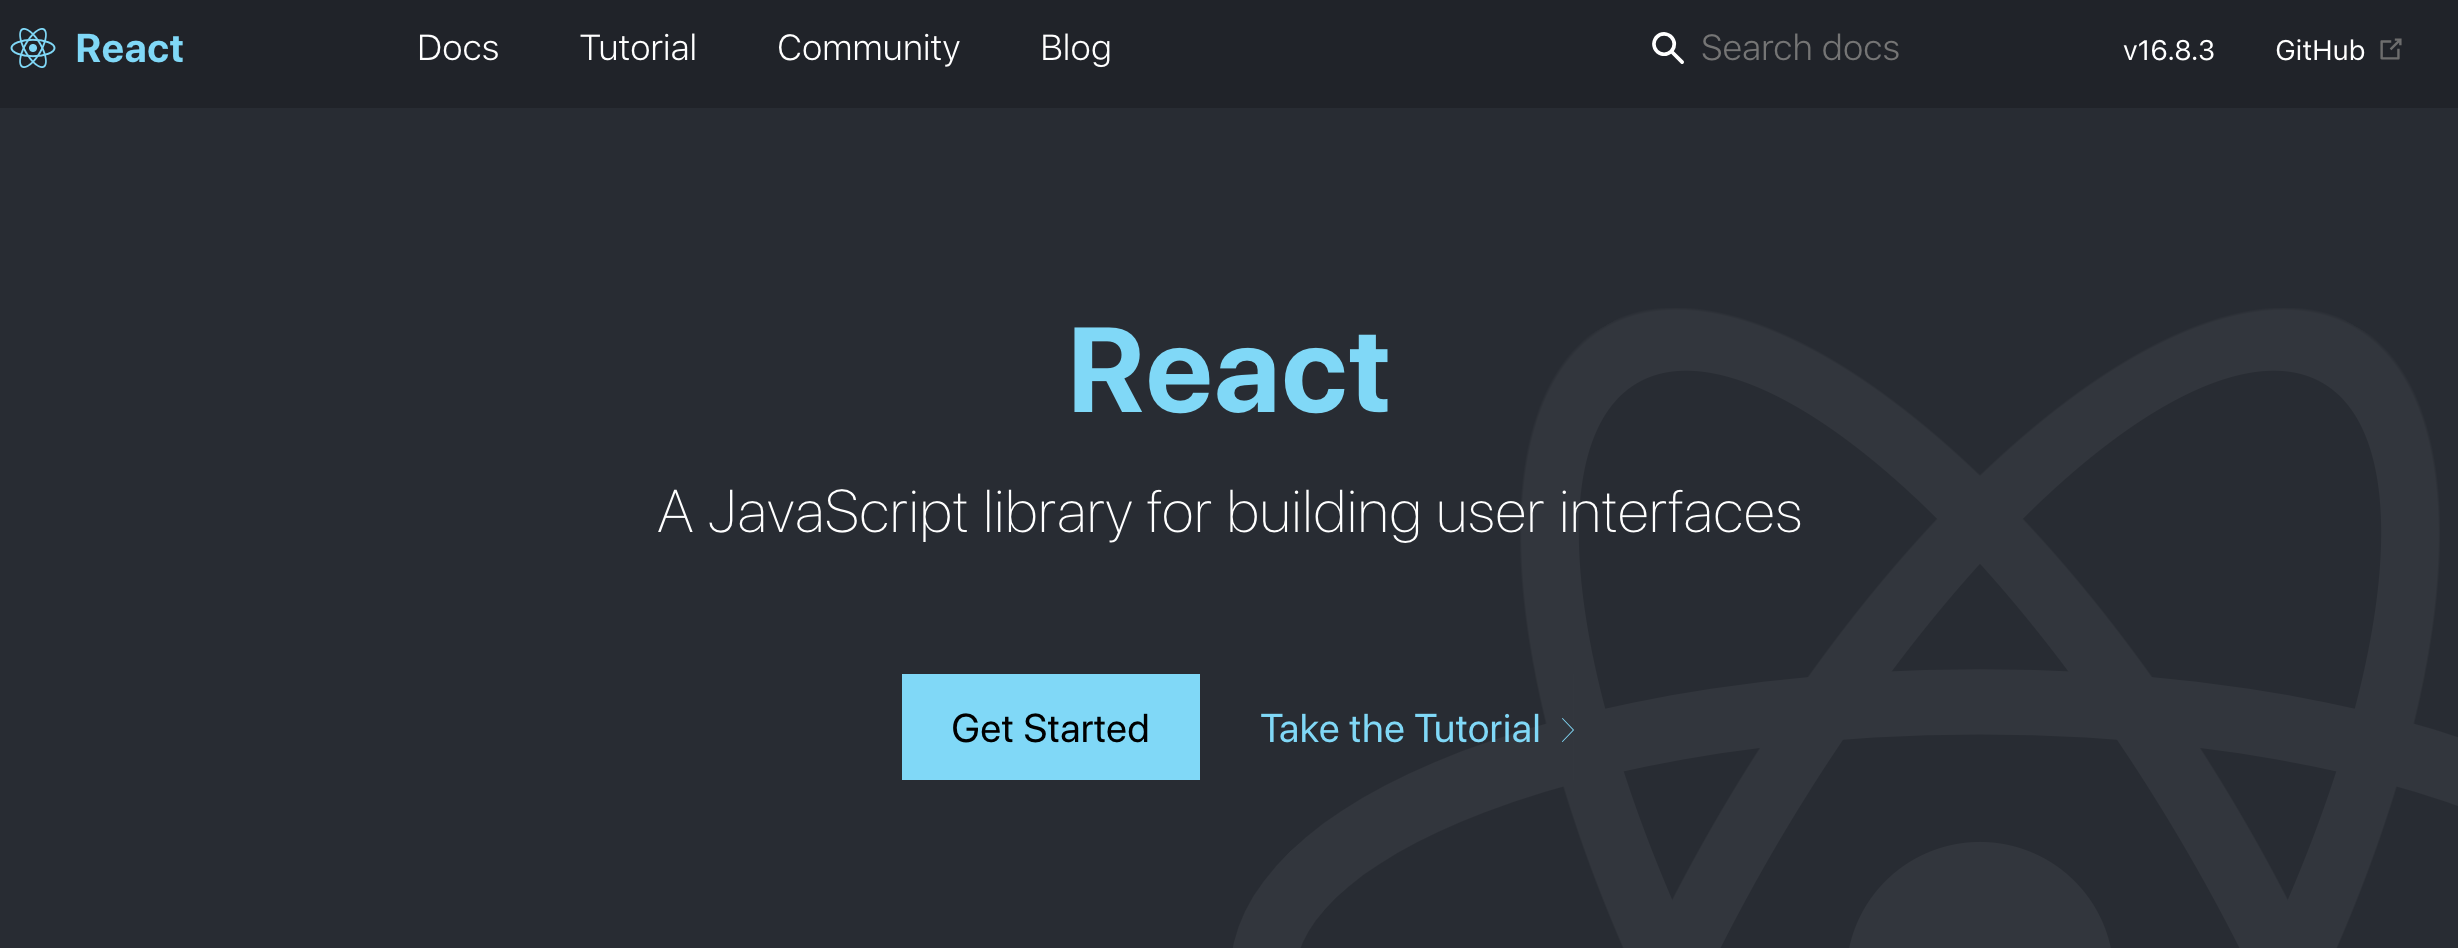 React Docs Tutorial Community Blog Search docs v16.8.3 GitHub
React
A JavaScript library for building user interfaces
Get Started Take the Tutorial